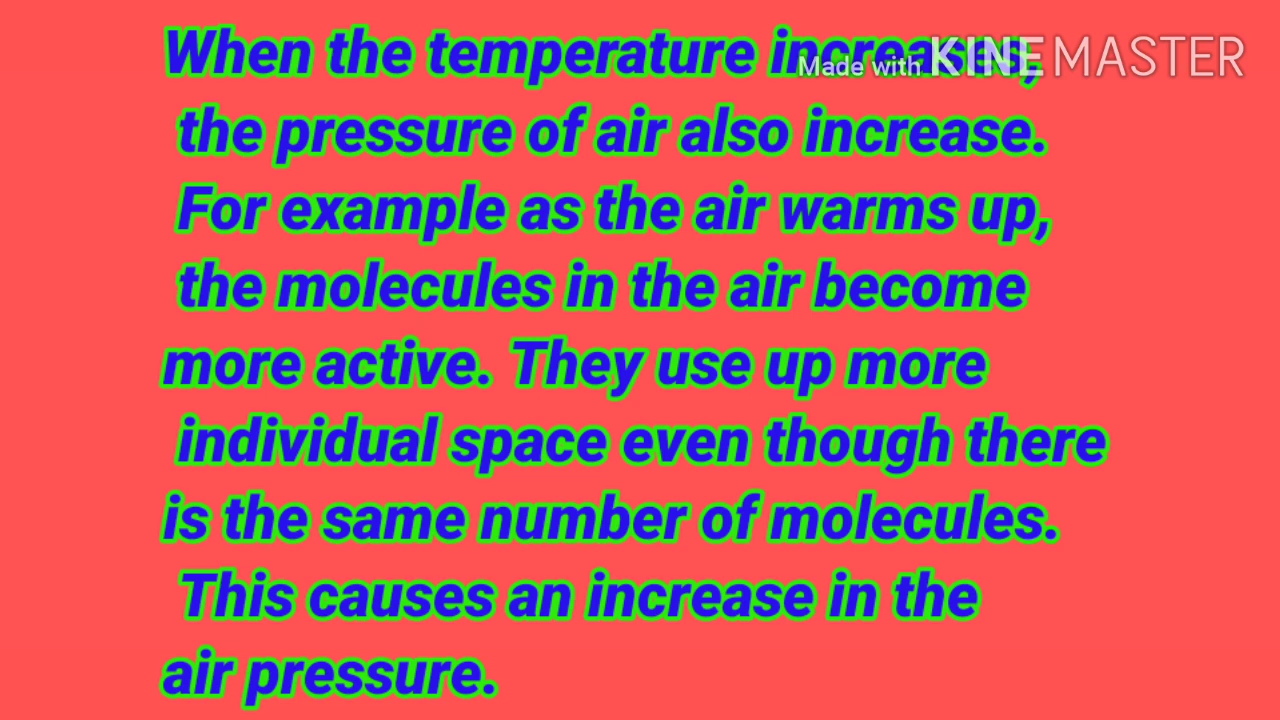 When the temperature increases,
Made with KINEMASTER
the pressure of air also increase.
For example as the air warms up,
the molecules in the air become
more active. They use up more
individual space even though there
is the same number of molecules.
This causes an increase in the
air pressure.